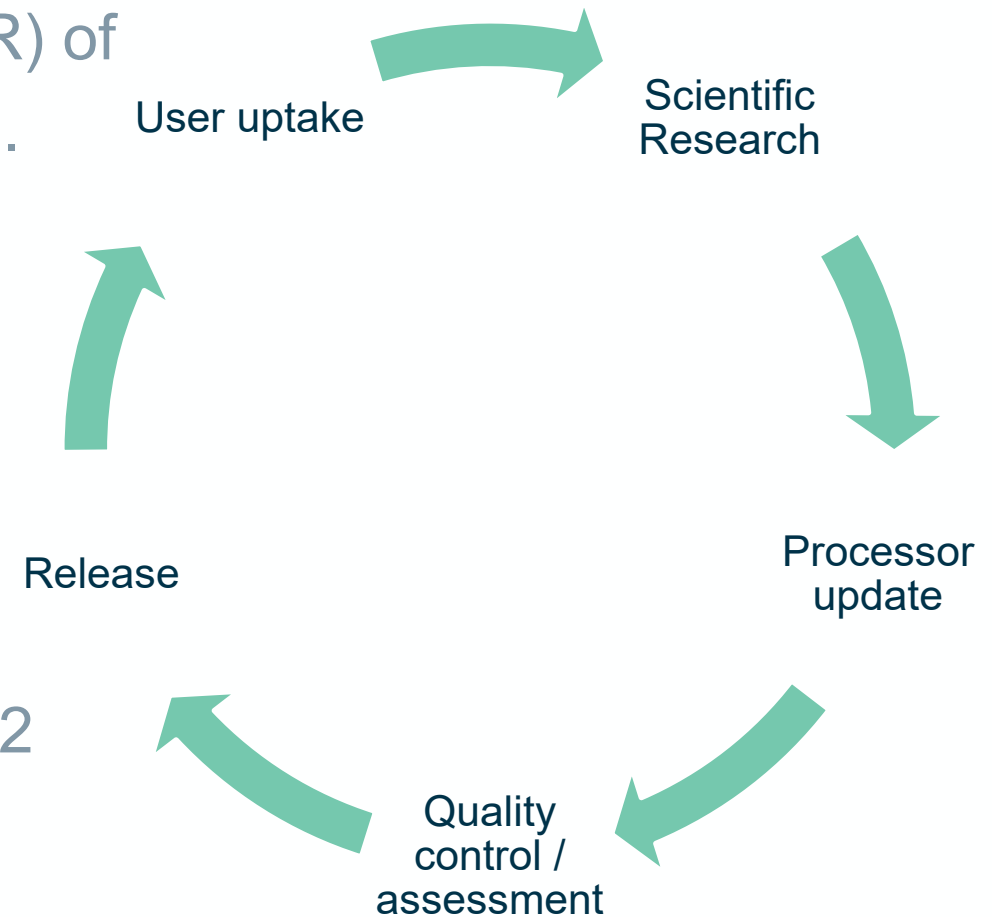 R) of
.
User uptake
Scientific
Research
Processor
update
Quality
control /
assessment
Release
2